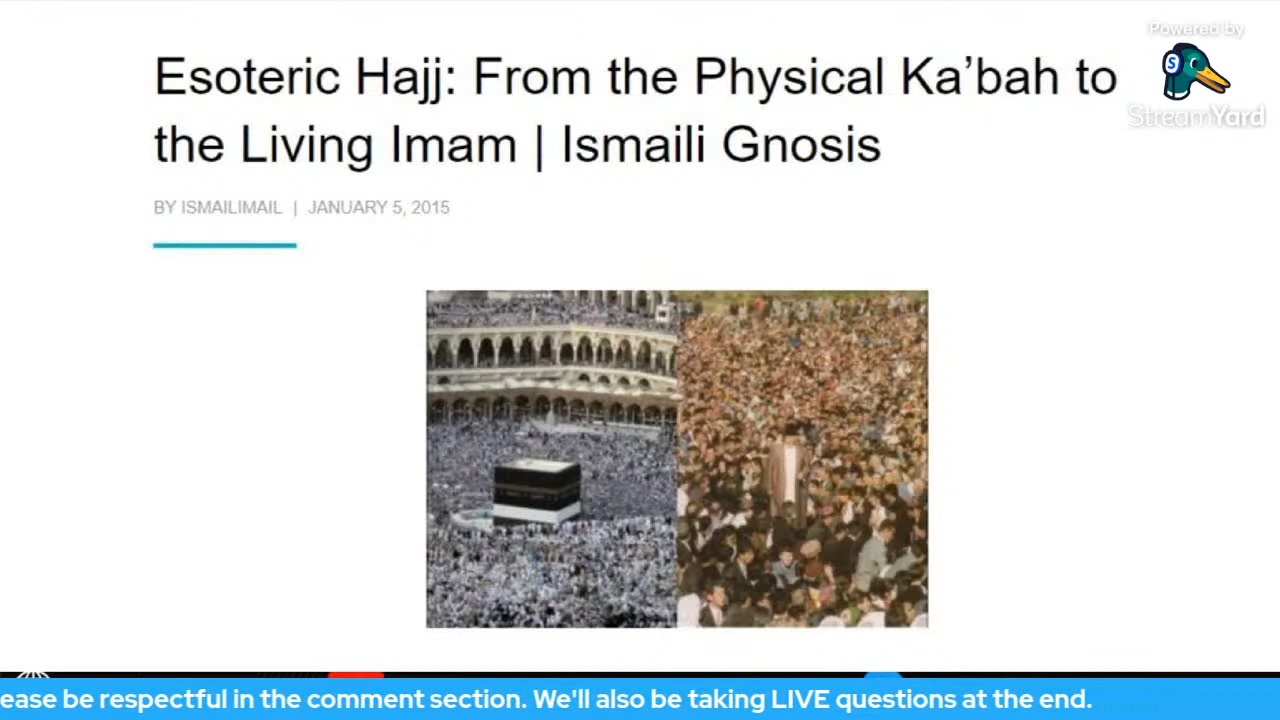 Powered by
StreamYard
Esoteric Hajj: From the Physical Ka’bah to
the Living Imam | Ismaili Gnosis
BY ISMAILIMAIL | JANUARY 5, 2015
ease be respectful in the comment section. We'll also be taking LIVE questions at the end.